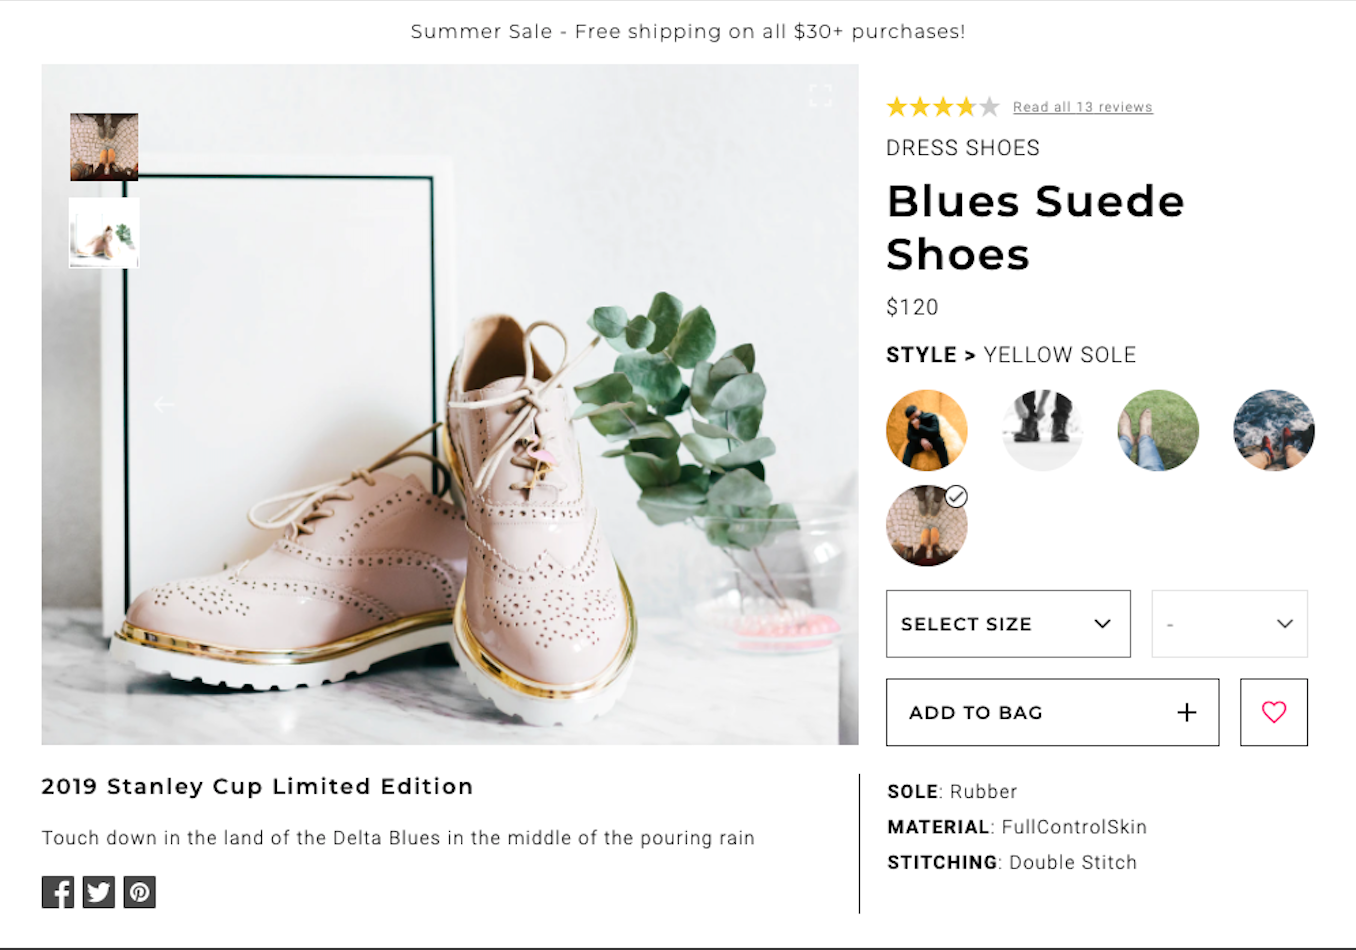 Summer Sale - Free shipping on all $30+ purchases!
Read all 13 reviews
DRESS SHOES
Blues Suede
Shoes
$120
STYLE > YELLOW SOLE
SELECT SIZE
-
ADD TO BAG +
2019 Stanley Cup Limited Edition
Touch down in the land of the Delta Blues in the middle of the pouring rain
SOLE: Rubber
MATERIAL: FullControlSkin
STITCHING: Double Stitch